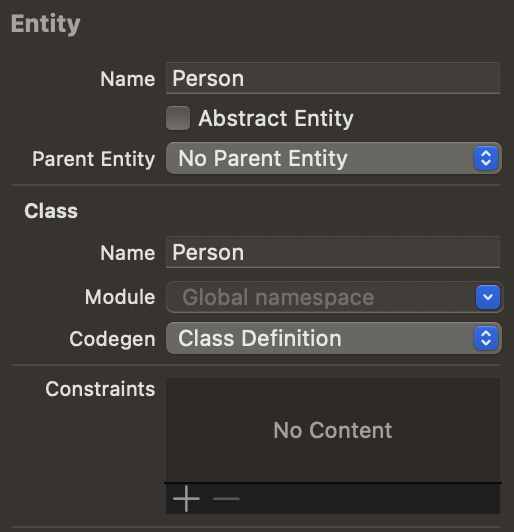 Entity
Name Person
Abstract Entity
Parent Entity No Parent Entity
Class
Name Person
Module Global namespace
Codegen Class Definition
Constraints
No Content